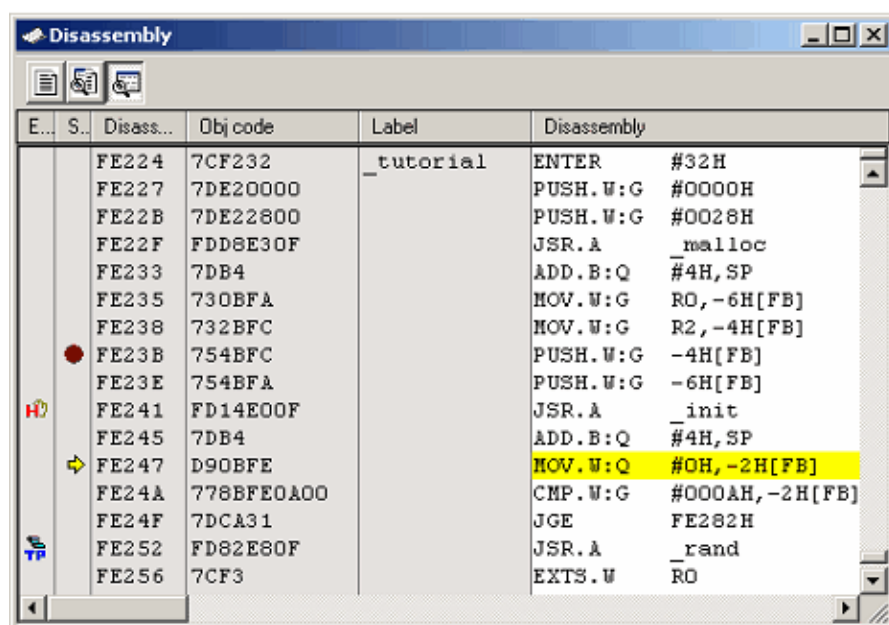 Disassembly
E... S.. Disass... Obj code Label Disassembly
FE224 7CF232 _tutorial ENTER #32H
FE227 7DE20000 PUSH.W:G #0000H
FE22B 7DE22800 PUSH.W:G #0028H
FE22F FDD8E30F JSR.A _malloc
FE233 7DB4 ADD.B:Q #4H,SP
FE235 730BFA MOV.W:G R0,-6H[FB]
FE238 732BFC MOV.W:G R2,-4H[FB]
FE23B 754BFC PUSH.W:G -4H[FB]
FE23E 754BFA PUSH.W:G -6H[FB]
H FE241 FD14E00F JSR.A _init
FE245 7DB4 ADD.B:Q #4H,SP
FE247 D90BFE MOV.W:Q #0H,-2H[FB]
FE24A 778BFE0A00 CMP.W:G #000AH,-2H[FB]
FE24F 7DCA31 JGE FE282H
TP FE252 FD82E80F JSR.A _rand
FE256 7CF3 EXTS.W R0